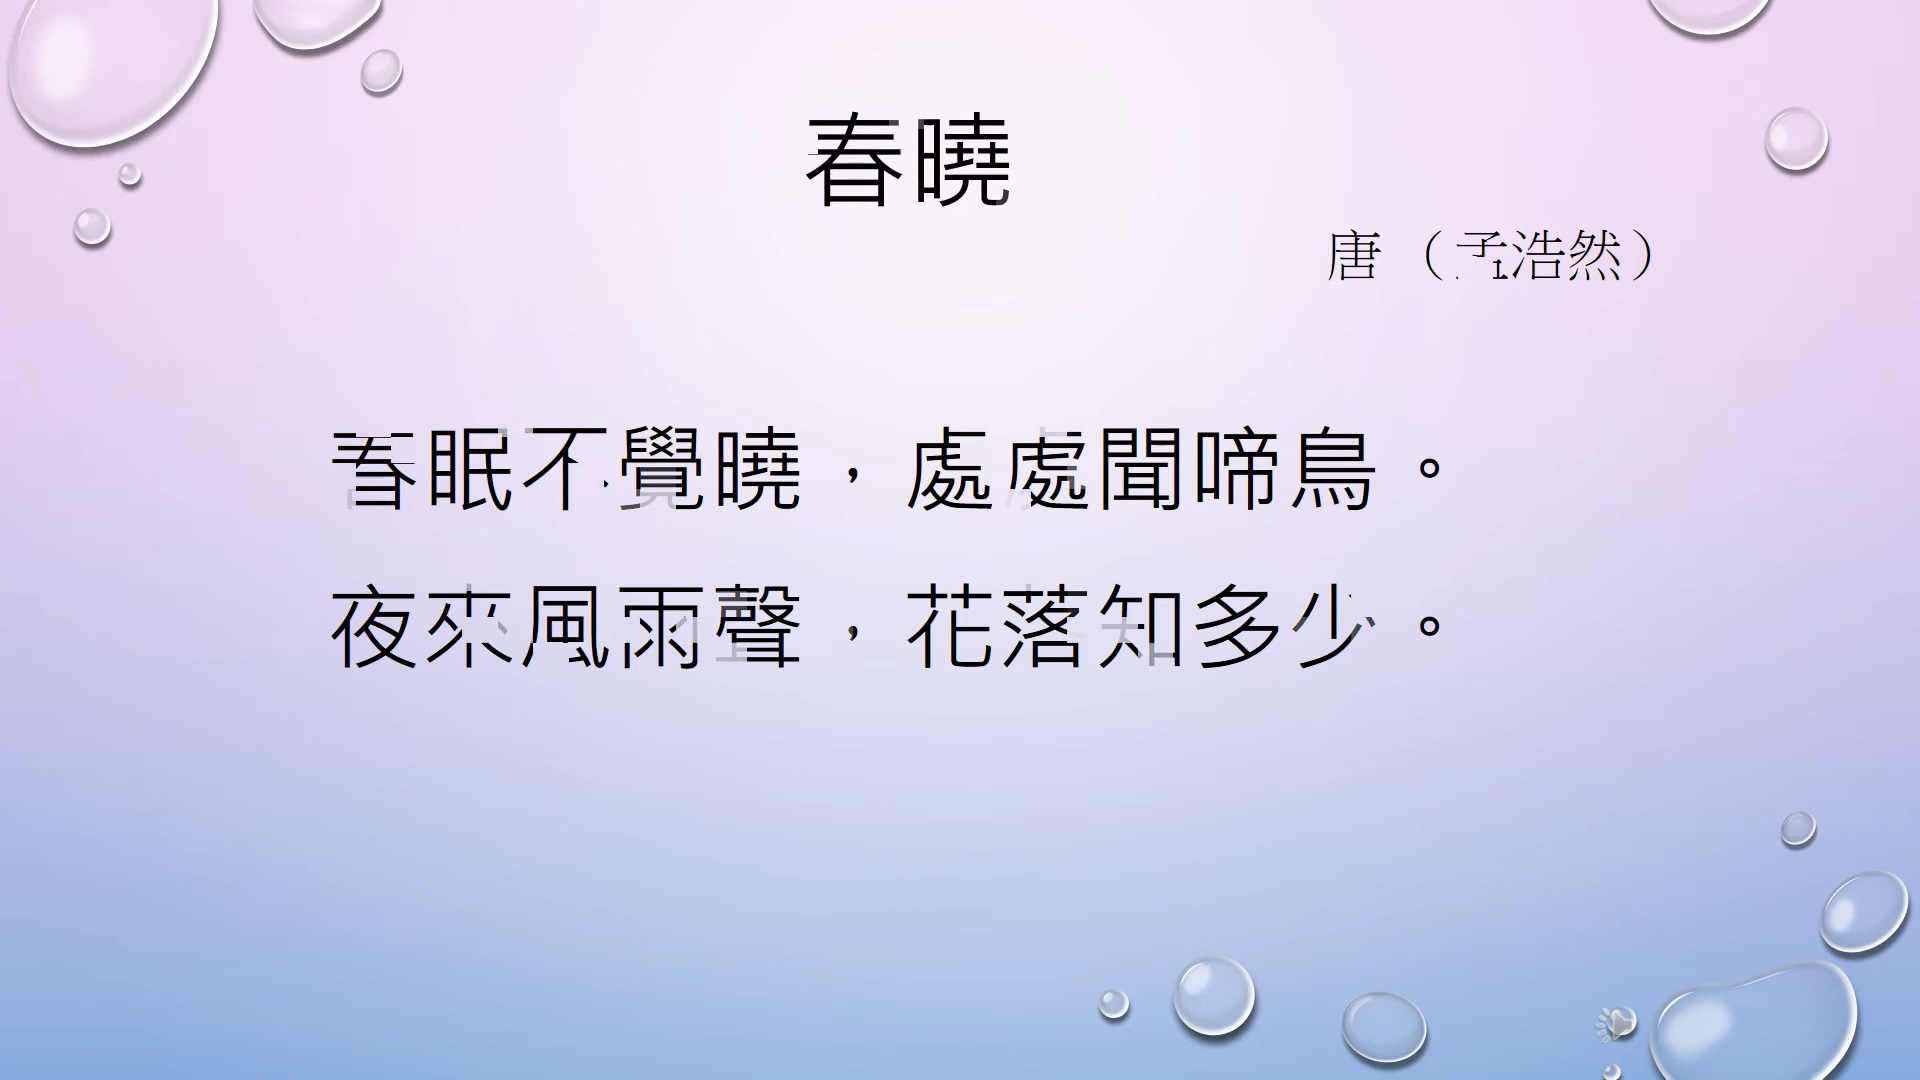 春曉
唐（孟浩然）
春眠不覺曉，處處聞啼鳥。
夜來風雨聲，花落知多少。